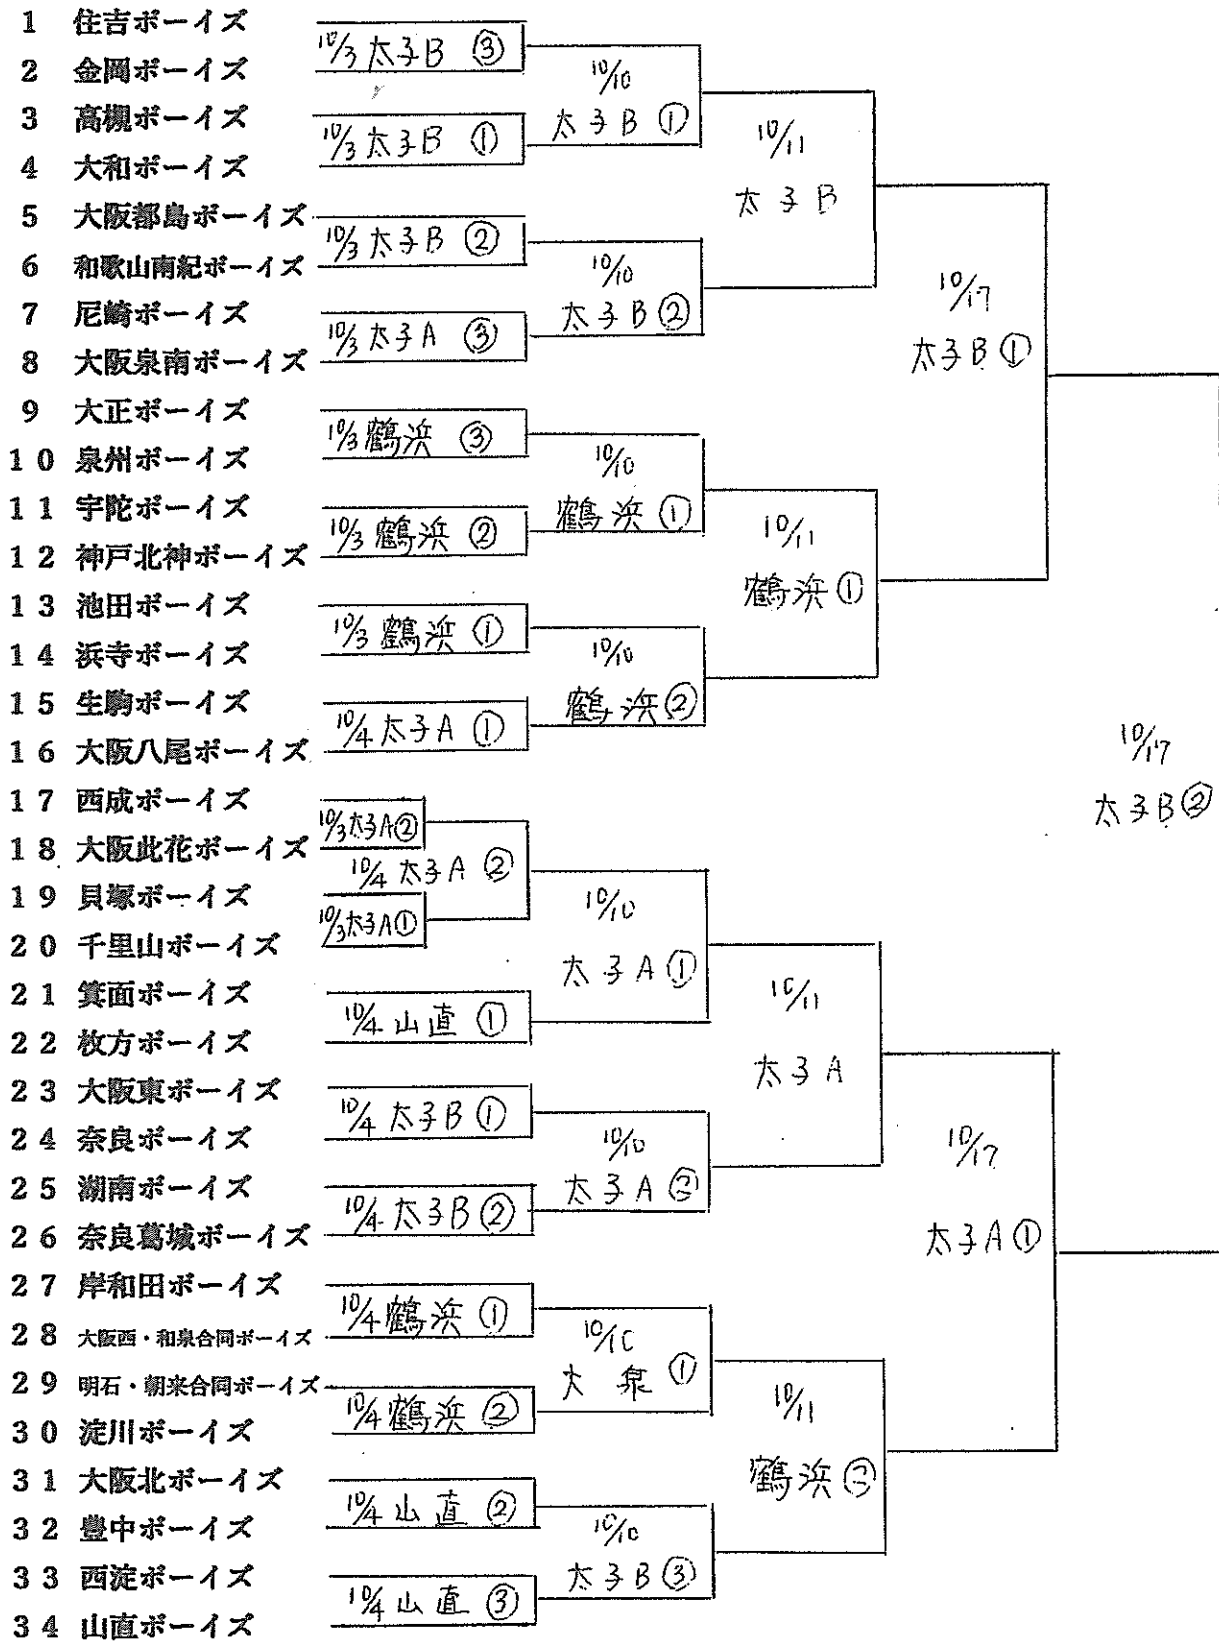 1 住吉ボーイズ
2 金岡ボーイズ
3 高槻ボーイズ
4 大和ボーイズ
5 大阪都島ボーイズ
6 和歌山南紀ボーイズ
7 尼崎ボーイズ
8 大阪泉南ボーイズ
9 大正ボーイズ
10 泉州ボーイズ
11 宇陀ボーイズ
12 神戸北神ボーイズ
13 池田ボーイズ
14 浜寺ボーイズ
15 生駒ボーイズ
16 大阪八尾ボーイズ
17 西成ボーイズ
18 大阪此花ボーイズ
19 貝塚ボーイズ
20 千里山ボーイズ
21 箕面ボーイズ
22 枚方ボーイズ
23 大阪東ボーイズ
24 奈良ボーイズ
25 湖南ボーイズ
26 奈良葛城ボーイズ
27 岸和田ボーイズ
28 大阪西・和泉合同ボーイズ
29 明石・朝来合同ボーイズ
30 淀川ボーイズ
31 大阪北ボーイズ
32 豊中ボーイズ
33 西淀ボーイズ
34 山直ボーイズ
10/3 太子B ③
10/3 太子B ①
10/3 太子B ②
10/3 太子A ③
10/3 鶴浜 ③
10/3 鶴浜 ②
10/3 鶴浜 ①
10/4 太子A ①
10/3 太子A②
10/4 太子A ②
10/3 太子A①
10/4 山直 ①
10/4 太子B ①
10/4 太子B ②
10/4 鶴浜 ①
10/4 鶴浜 ②
10/4 山直 ②
10/4 山直 ③
10/10
太子B ①
10/10
太子B ②
10/10
鶴浜 ①
10/10
鶴浜 ②
10/10
太子A ①
10/10
太子A ②
10/10
大泉 ①
10/10
太子B ③
10/11
太子B
10/11
鶴浜 ①
10/11
太子A
10/11
鶴浜 ②
10/17
太子B ①
10/17
太子A ①
10/17
太子B ②